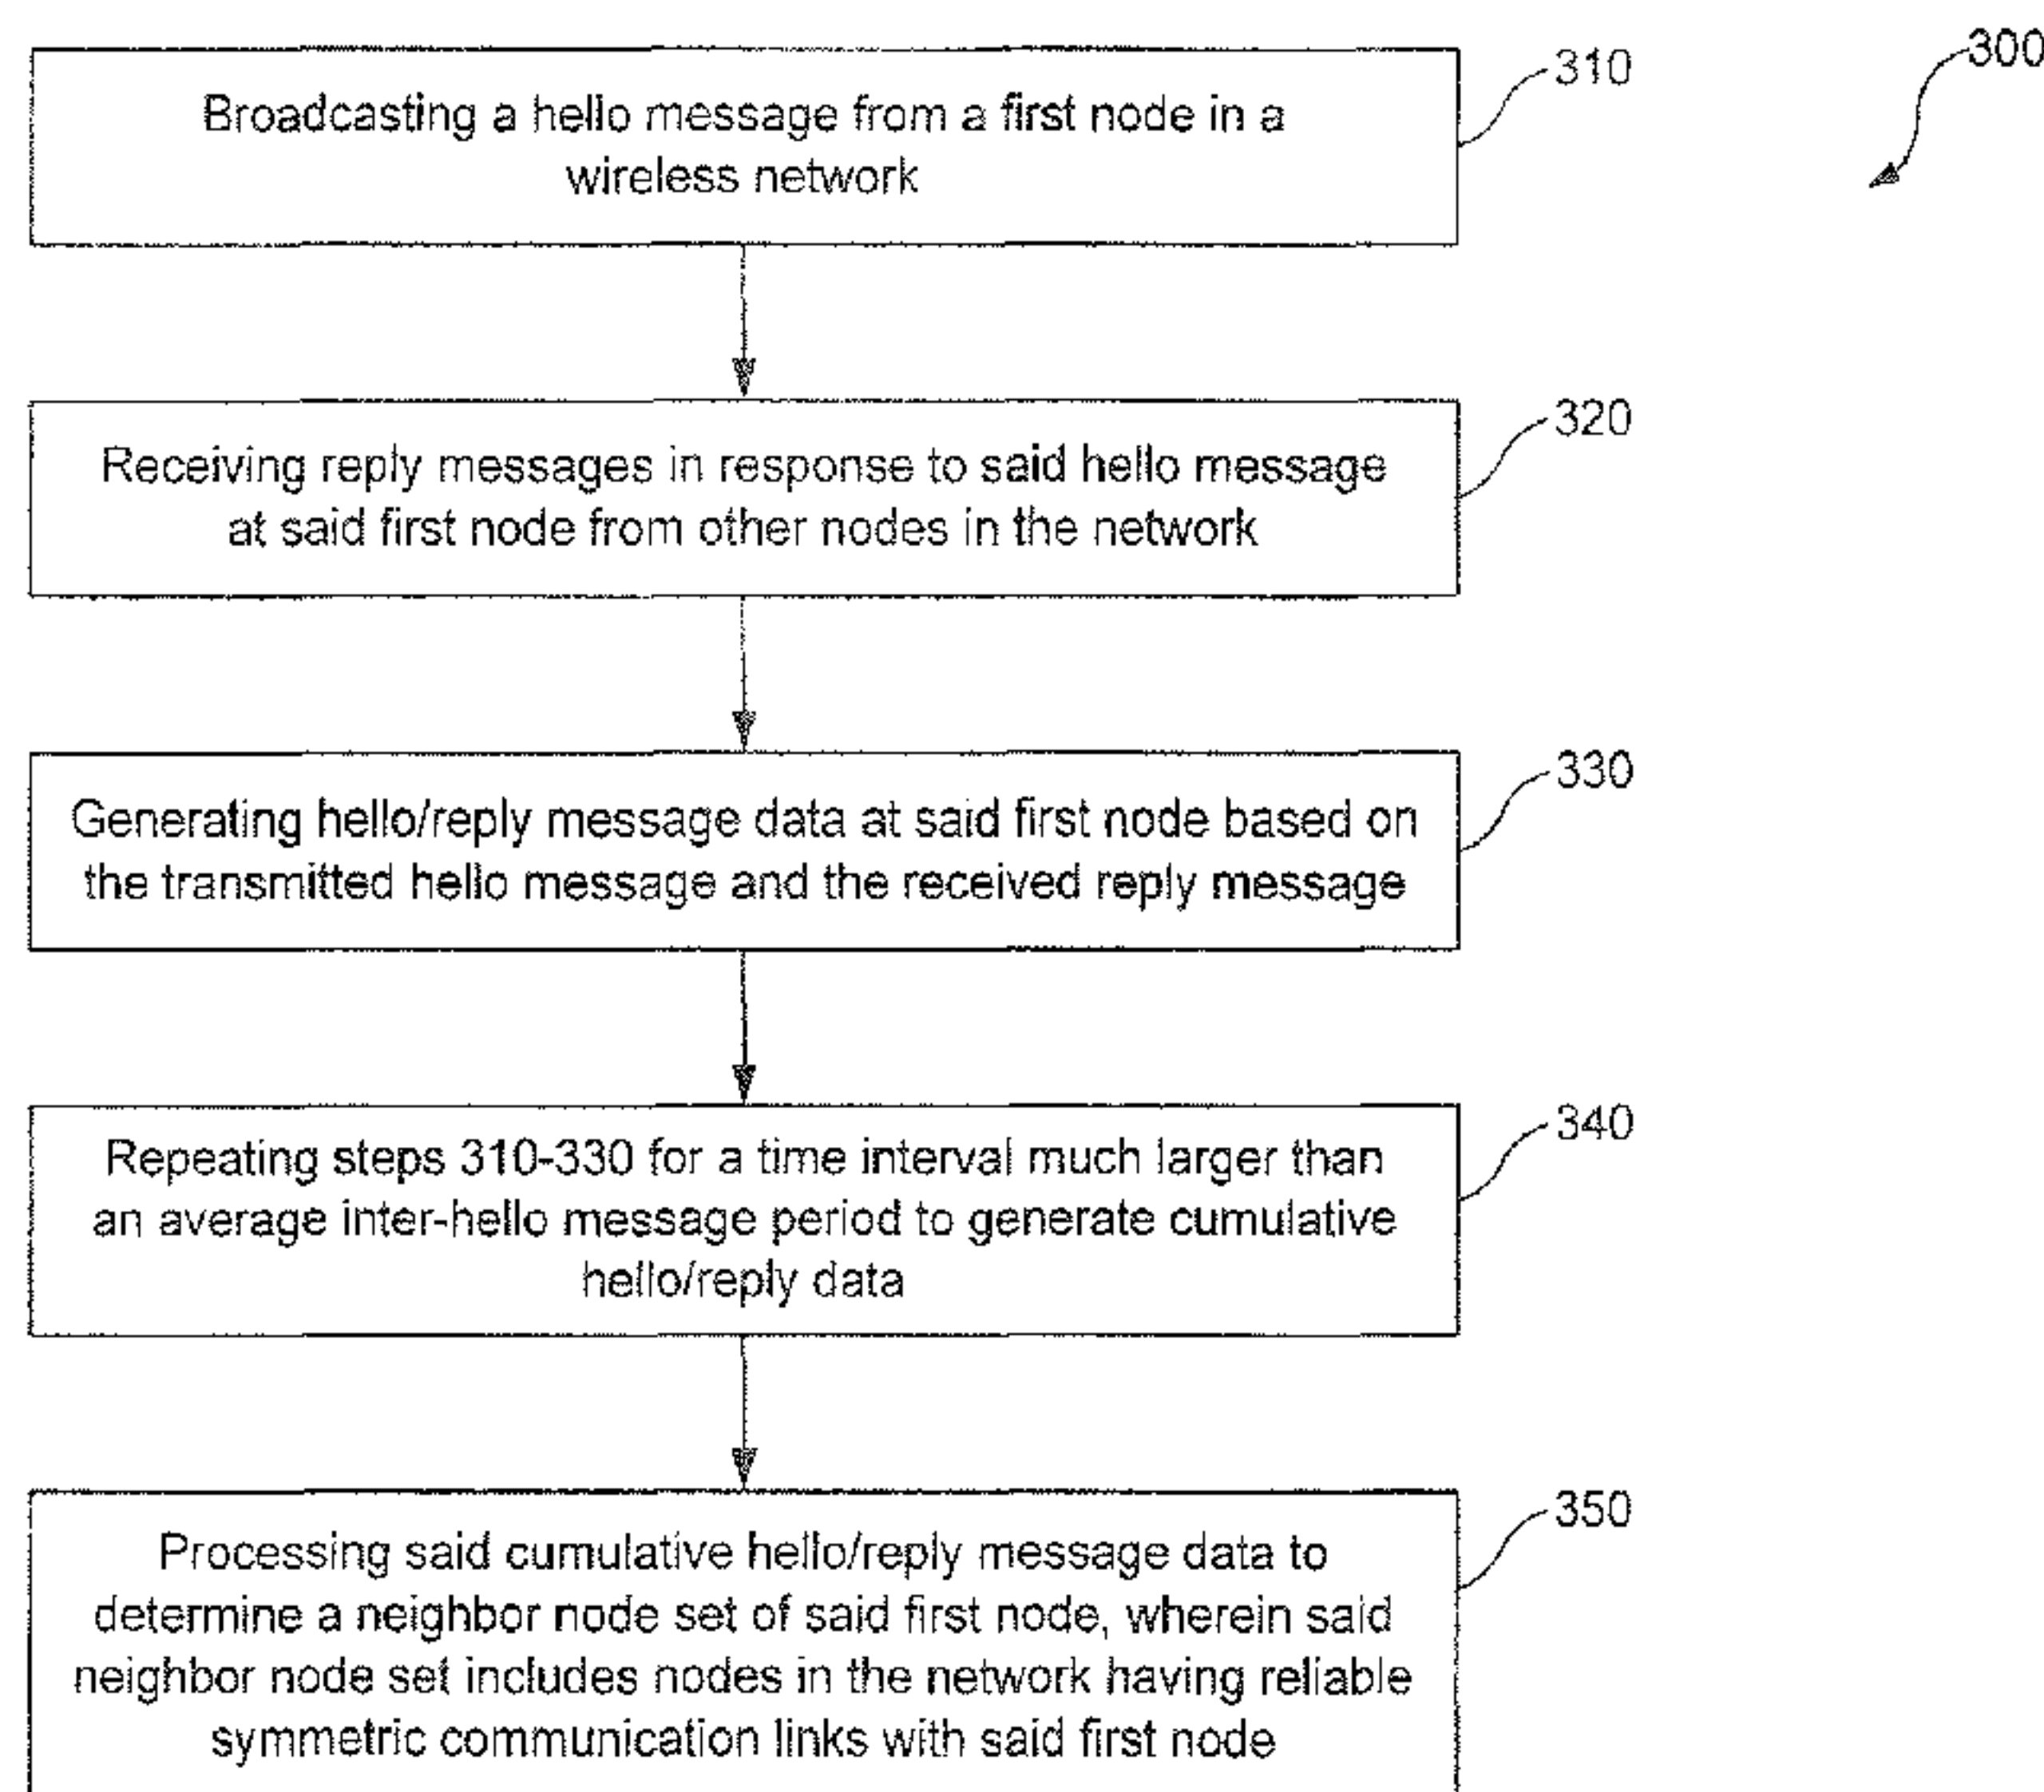 300
310
Broadcasting a hello message from a first node in a
wireless network
320
Receiving reply messages in response to said hello message
at said first node from other nodes in the network
330
Generating hello/reply message data at said first node based on
the transmitted hello message and the received reply message
340
Repeating steps 310-330 for a time interval much larger than
an average inter-hello message period to generate cumulative
hello/reply data
350
Processing said cumulative hello/reply message data to
determine a neighbor node set of said first node, wherein said
neighbor node set includes nodes in the network having reliable
symmetric communication links with said first node